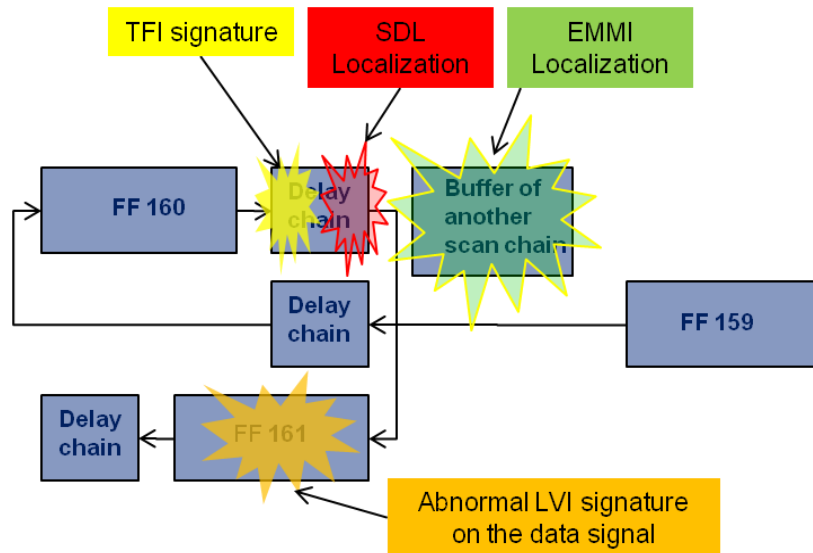 TFI signature
SDL
Localization
EMMI
Localization
FF 160
Delay
chain
Buffer of
another
scan chain
Delay
chain
FF 159
Delay
chain
FF 161
Abnormal LVI signature
on the data signal